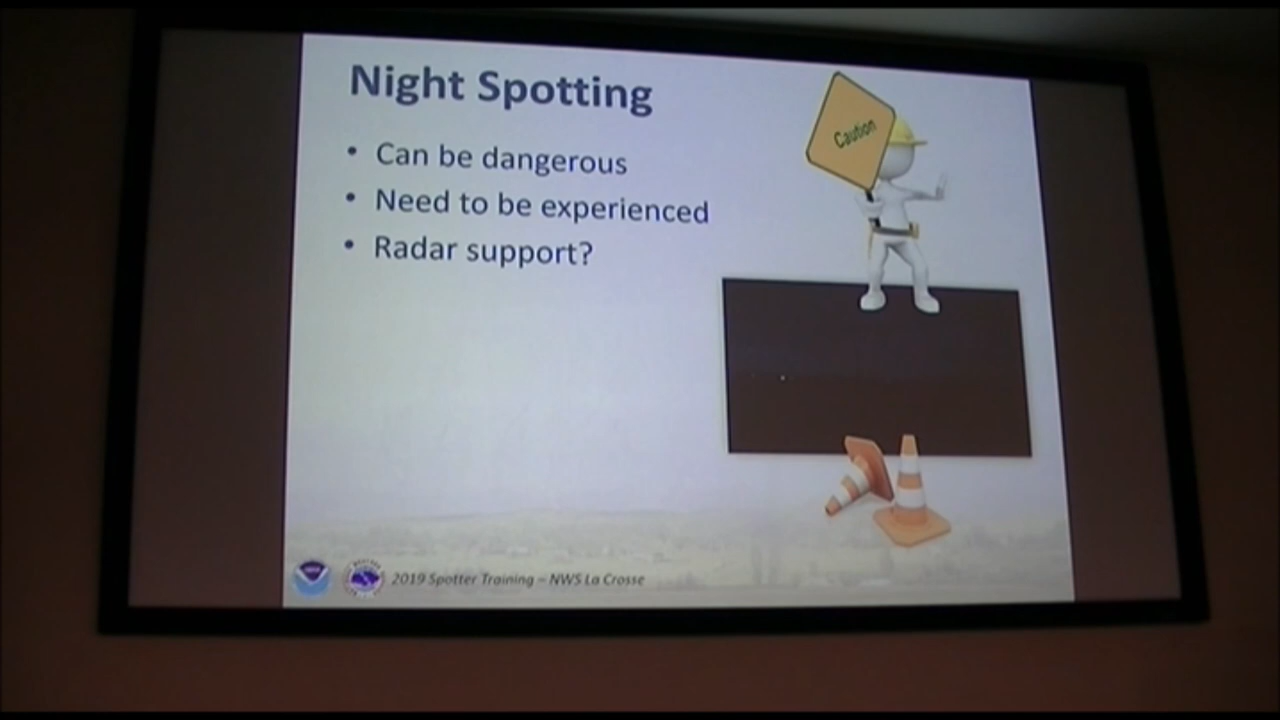 Night Spotting
Caution
• Can be dangerous
• Need to be experienced
• Radar support?
2019 Spotter Training – NWS La Crosse